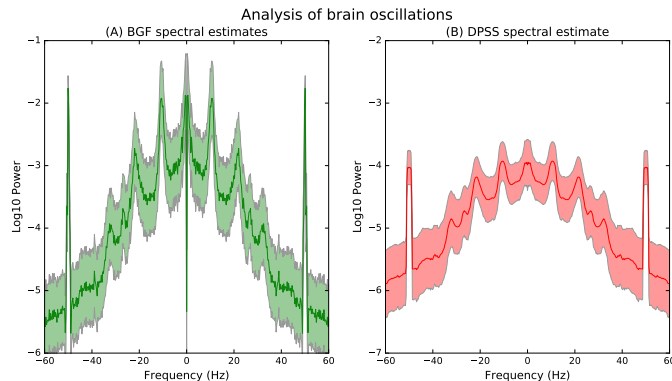 Analysis of brain oscillations
(A) BGF spectral estimates
(B) DPSS spectral estimate
−1
−2
−3
−4
−5
−6
Log10 Power
−60 −40 −20 0 20 40 60
Frequency (Hz)
−2
−3
−4
−5
−6
−7
Log10 Power
−60 −40 −20 0 20 40 60
Frequency (Hz)